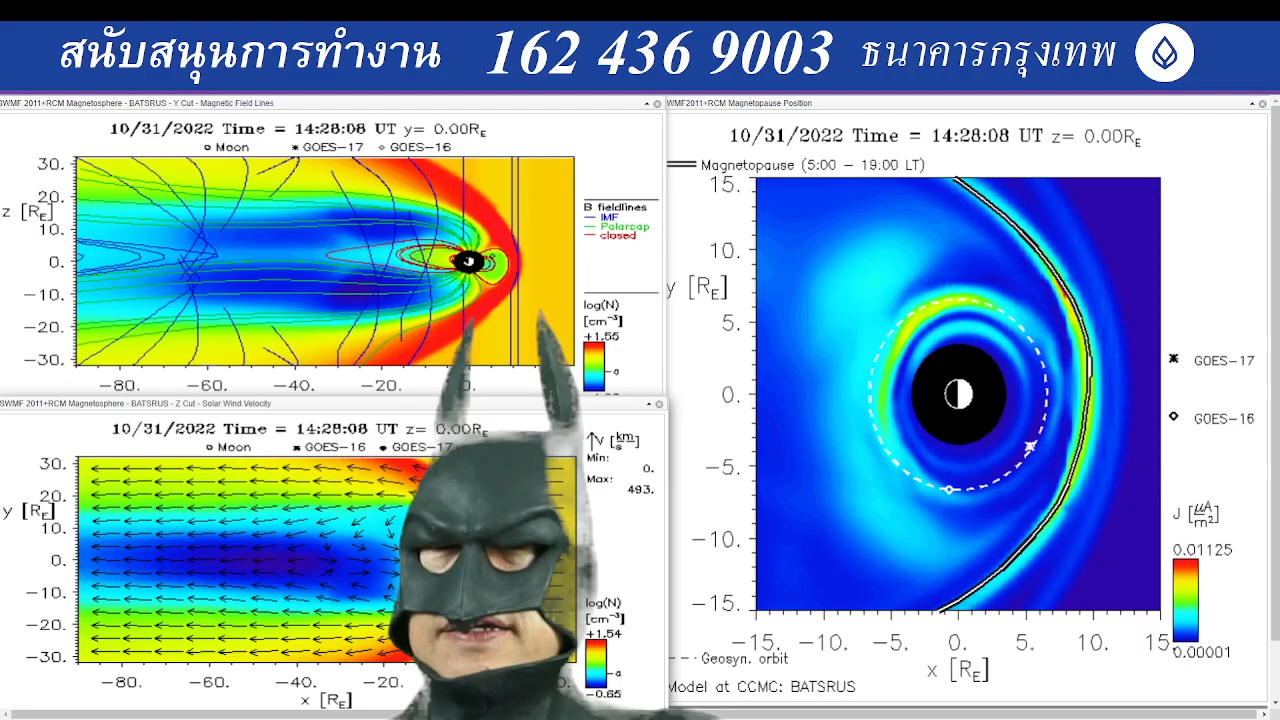 สนับสนุนการทำงาน 162 436 9003 ธนาคารกรุงเทพ
SWMF 2011+RCM Magnetosphere - BATSRUS - Y Cut - Magnetic Field Lines
10/31/2022 Time = 14:28:08 UT y= 0.00RE
Moon GOES-17 GOES-16
30.
20.
z [RE]
10.
0.
-10.
-20.
-30.
-80. -60. -40. -20. 0.
B fieldlines
IMF
Polarcap
closed
log(N)
[cm⁻³]
+1.55
SWMF 2011+RCM Magnetosphere - BATSRUS - Z Cut - Solar Wind Velocity
10/31/2022 Time = 14:28:08 UT z= 0.00RE
Moon GOES-16 GOES-17
30.
20.
y [RE]
10.
0.
-10.
-20.
-30.
-80. -60. -40. -20.
x [RE]
V [km/s]
Min:
0.
Max:
493.
log(N)
[cm⁻³]
+1.54
-0.65
WMF2011+RCM Magnetopause Position
10/31/2022 Time = 14:28:08 UT z= 0.00RE
Magnetopause (5:00 - 19:00 LT)
15.
10.
y [RE]
5.
0.
-5.
-10.
-15.
-15. -10. -5. 0. 5. 10. 15.
x [RE]
GOES-17
GOES-16
J [μA/m²]
0.01125
0.00001
Geosyn. orbit
Model at CCMC: BATSRUS